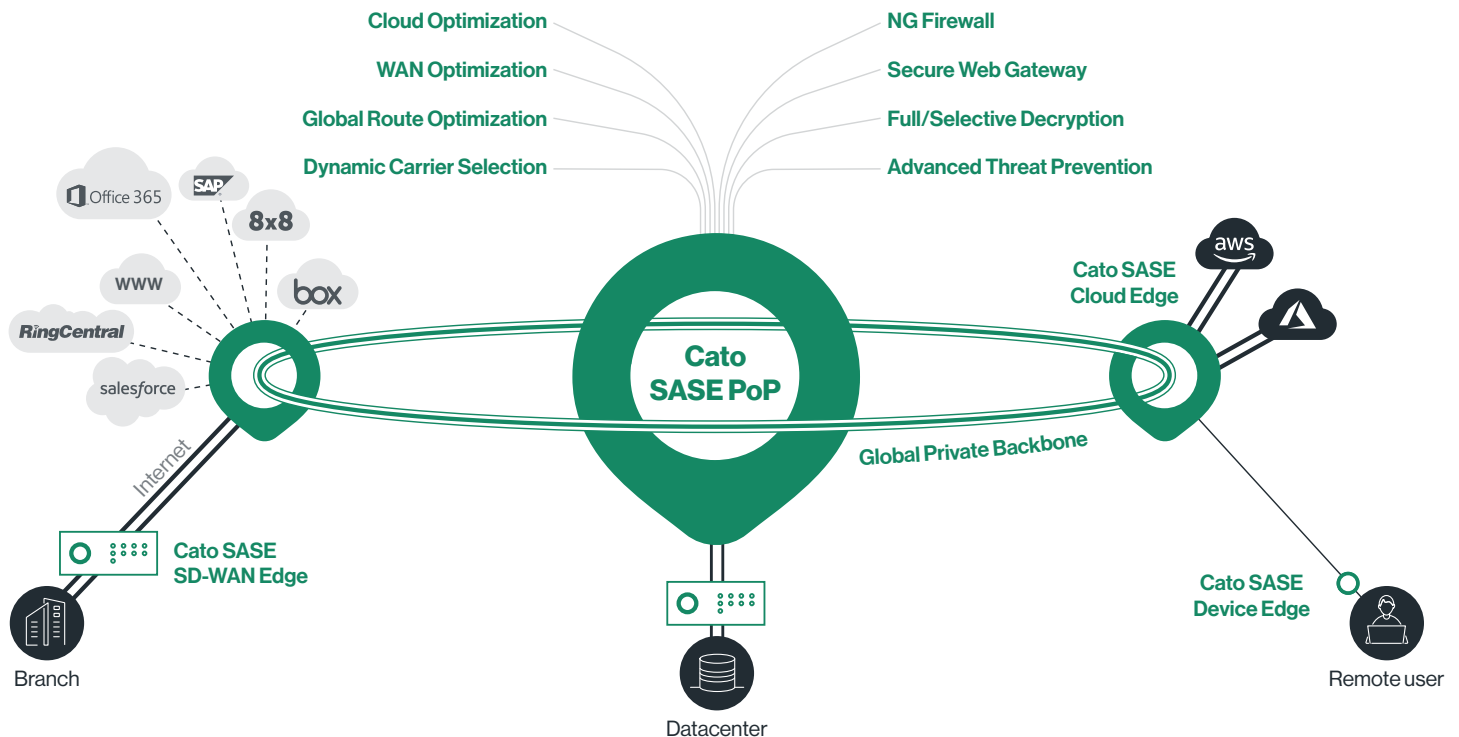 Cloud Optimization
WAN Optimization
Global Route Optimization
Dynamic Carrier Selection
NG Firewall
Secure Web Gateway
Full/Selective Decryption
Advanced Threat Prevention
Office 365
SAP
8x8
www
box
RingCentral
salesforce
Internet
Cato SASE
SD-WAN Edge
Branch
Cato
SASE PoP
Global Private Backbone
Datacenter
Cato SASE
Cloud Edge
aws
Cato SASE
Device Edge
Remote user